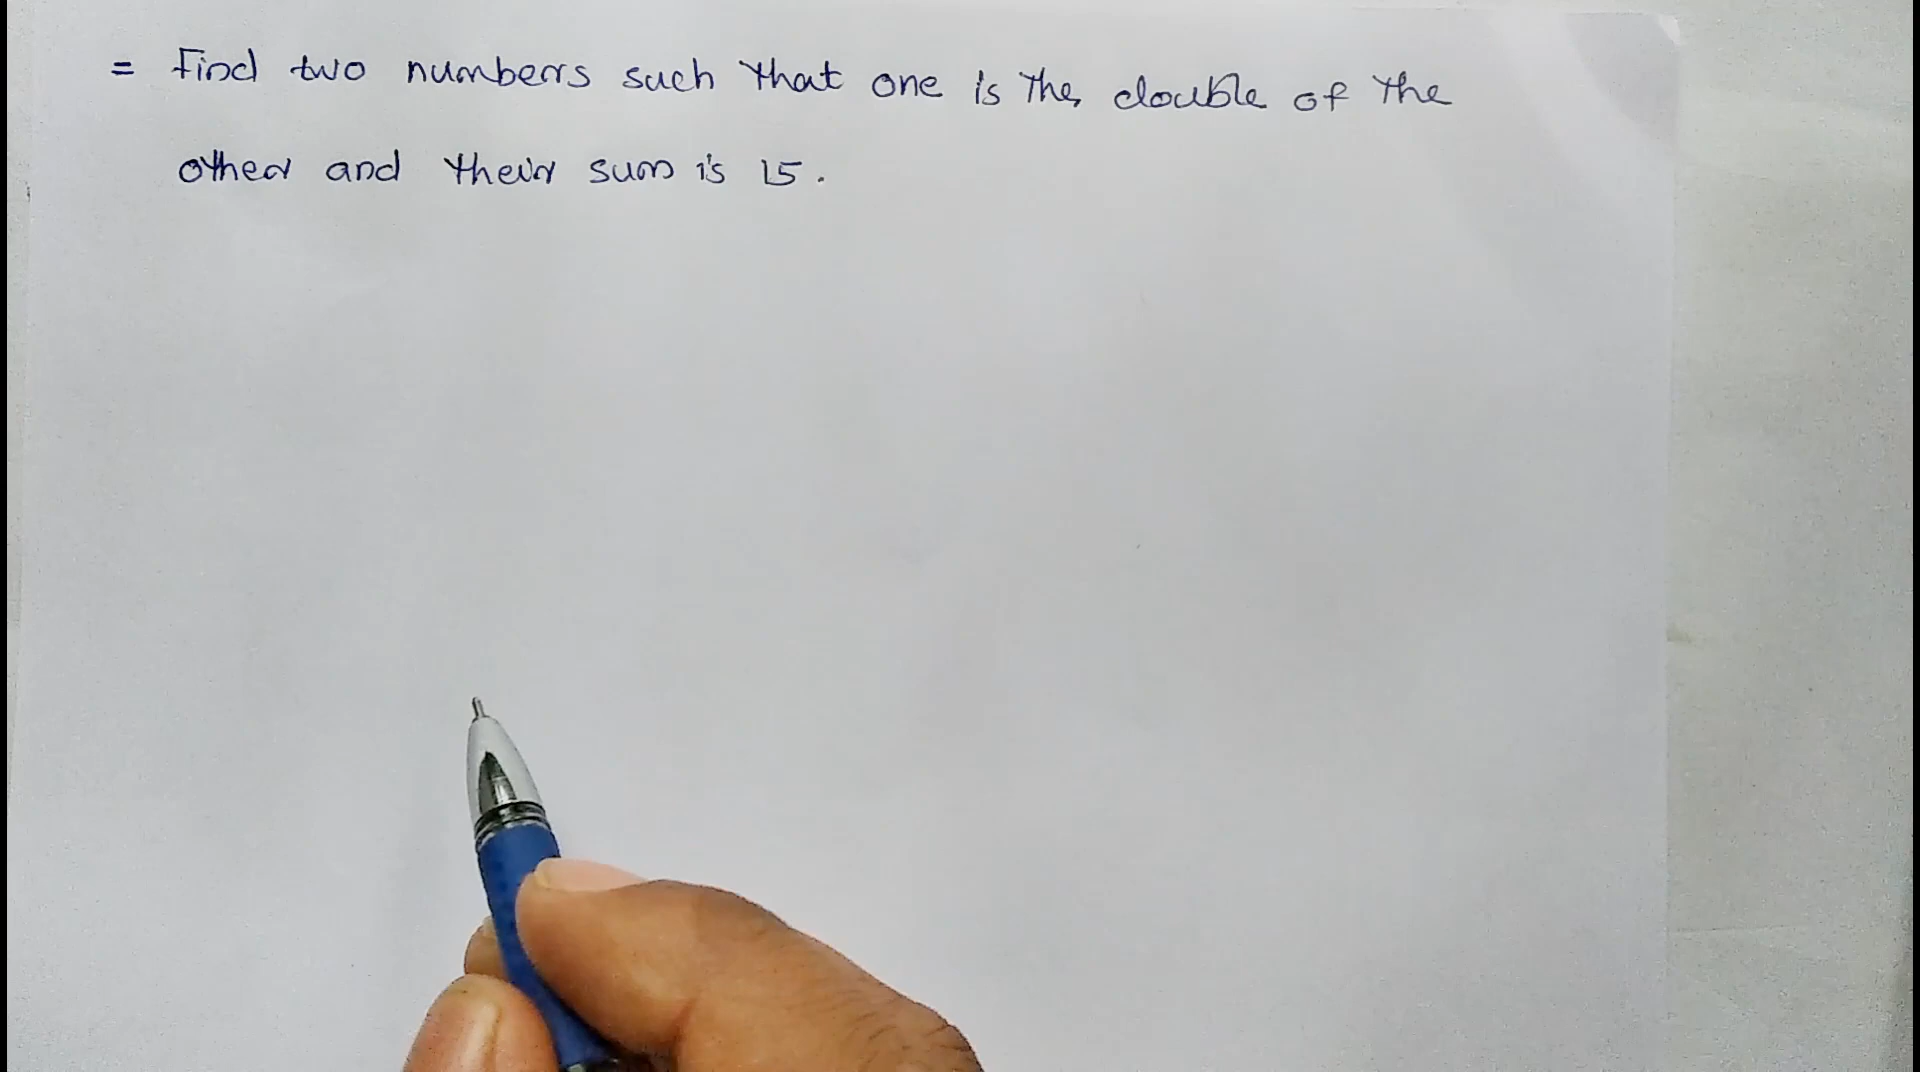 = Find two numbers such that one is the double of the
other and their sum is 15.